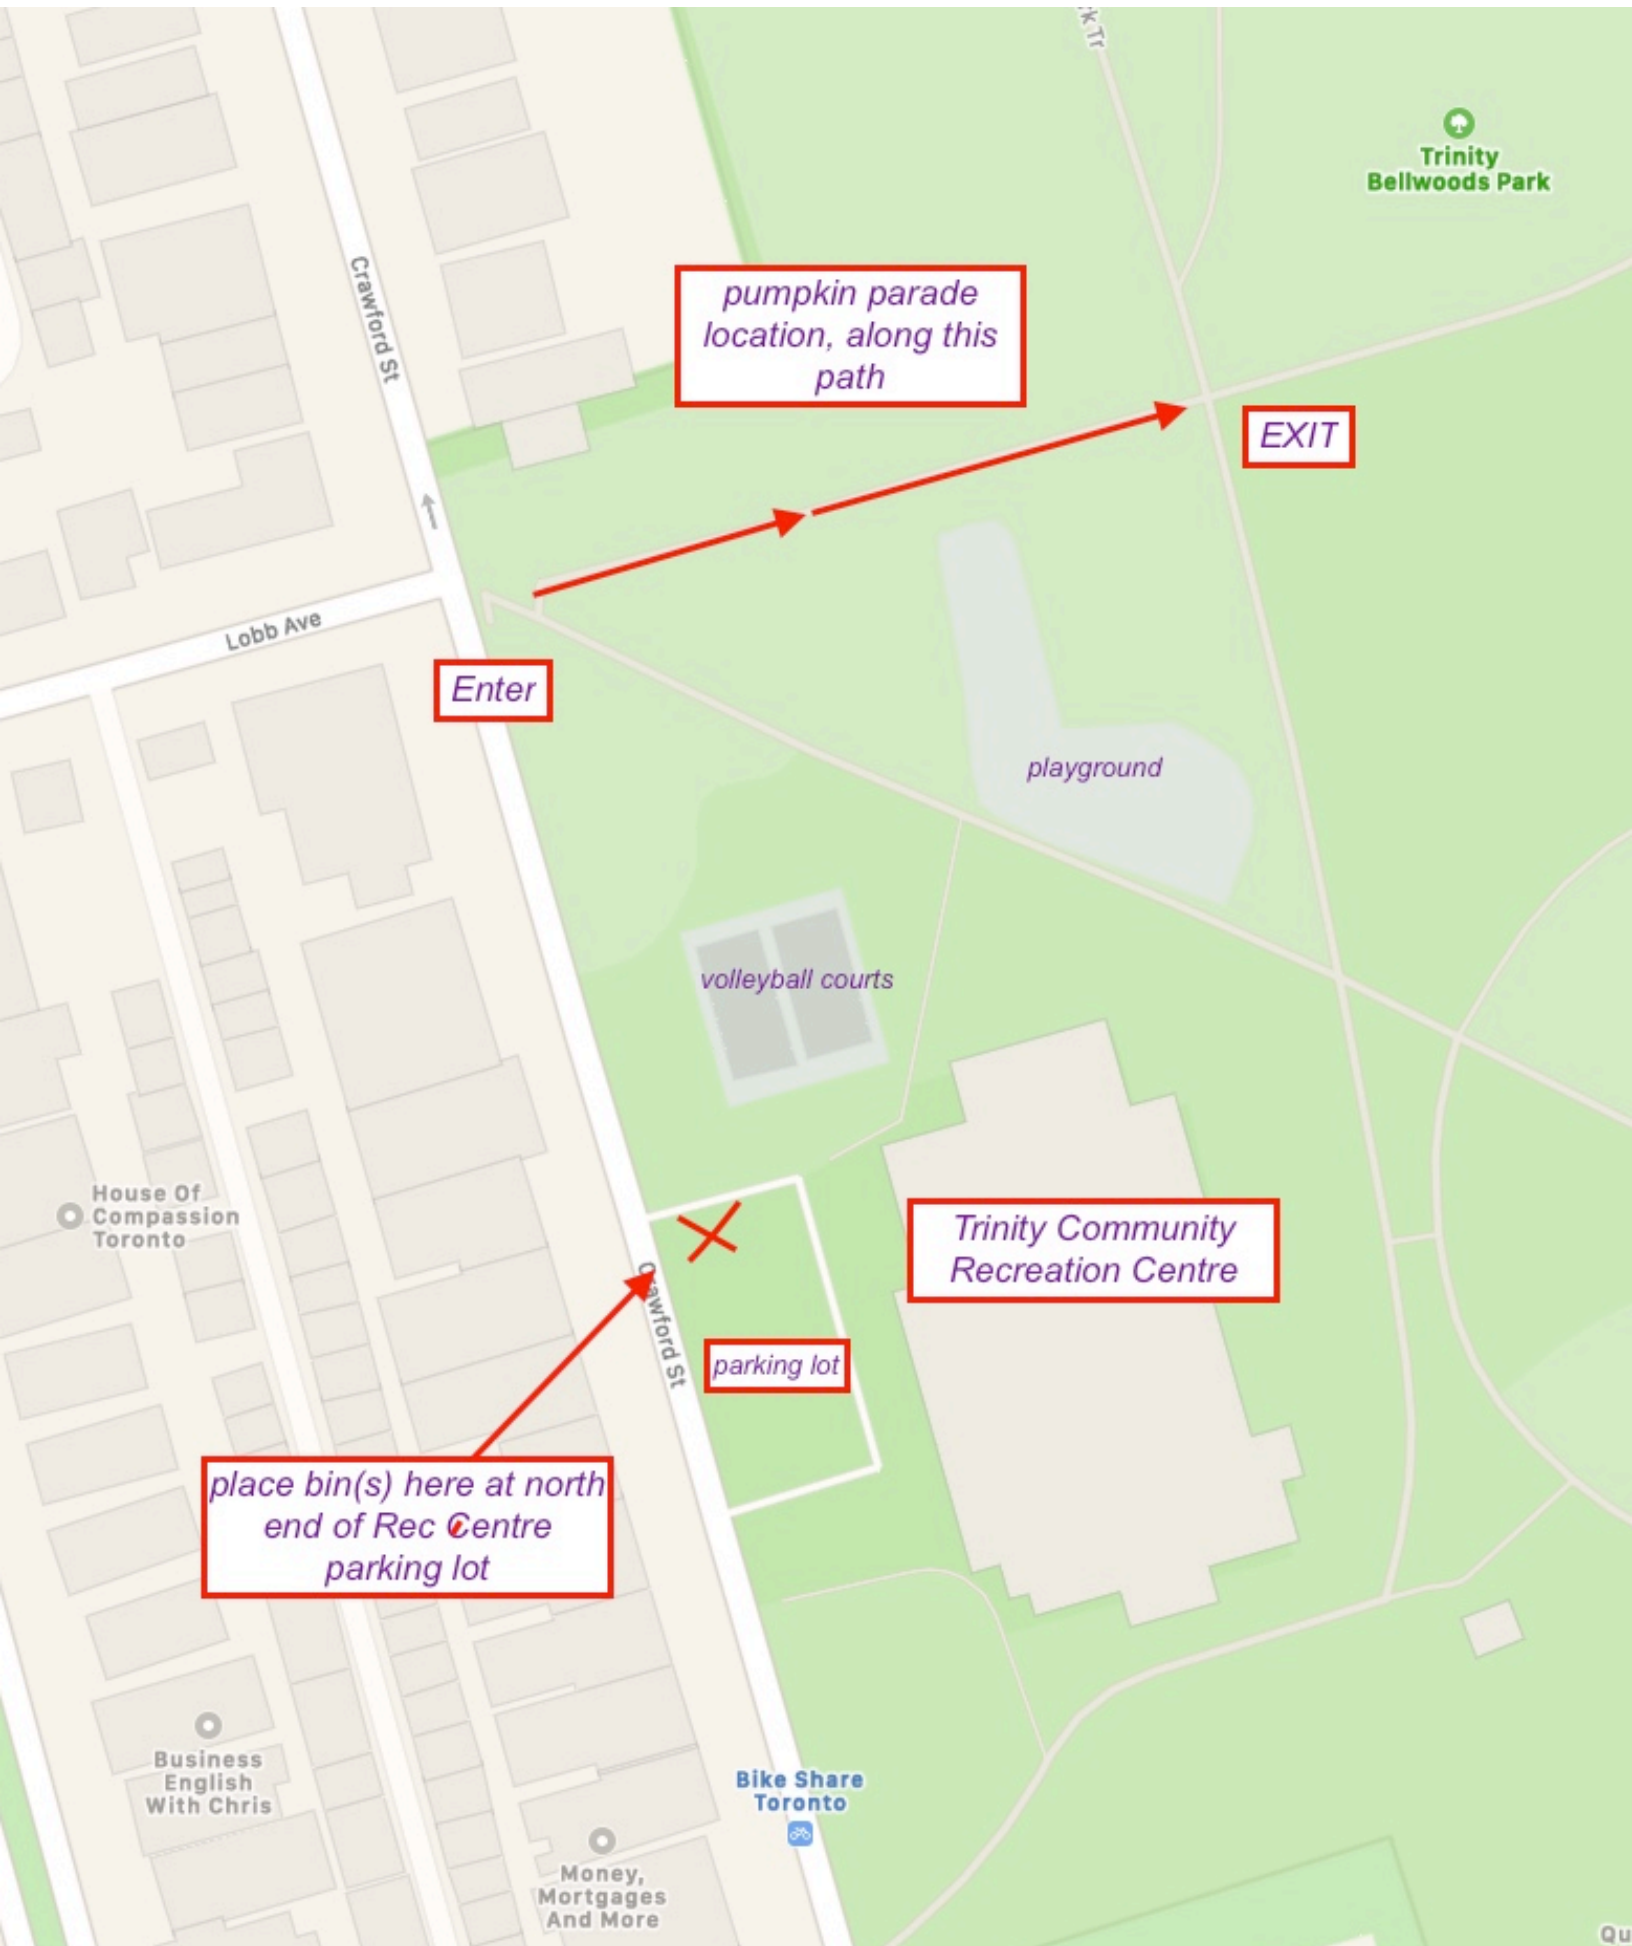 k Tr
Trinity
Bellwoods Park
Crawford St
pumpkin parade
location, along this
path
EXIT
Lobb Ave
Enter
playground
volleyball courts
House Of
Compassion
Toronto
Trinity Community
Recreation Centre
Crawford St
parking lot
place bin(s) here at north
end of Rec Centre
parking lot
Business
English
With Chris
Bike Share
Toronto
Money,
Mortgages
And More
Qu